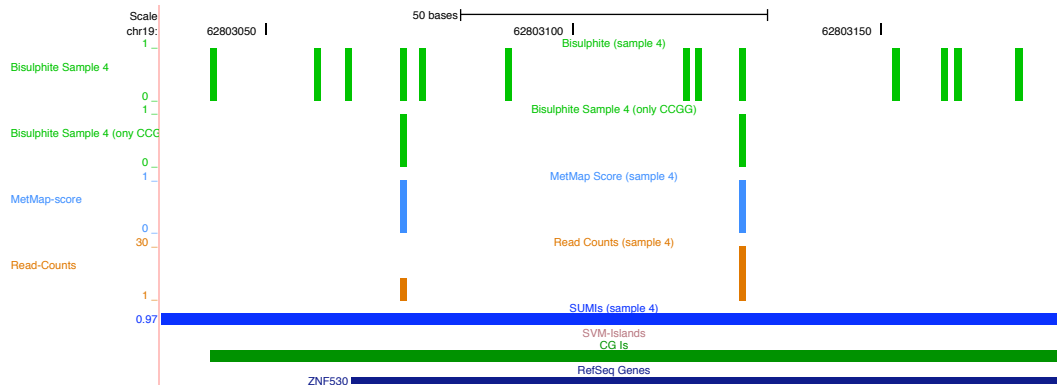 Scale 50 bases
chr19: 62803050 62803100 62803150
Bisulphite (sample 4)
1
Bisulphite Sample 4
0
Bisulphite Sample 4 (only CCGG)
1
Bisulphite Sample 4 (ony CCG
0
MetMap Score (sample 4)
1
MetMap-score
0
Read Counts (sample 4)
30
Read-Counts
1
SUMIs (sample 4)
0.97
SVM-Islands
CG Is
RefSeq Genes
ZNF530